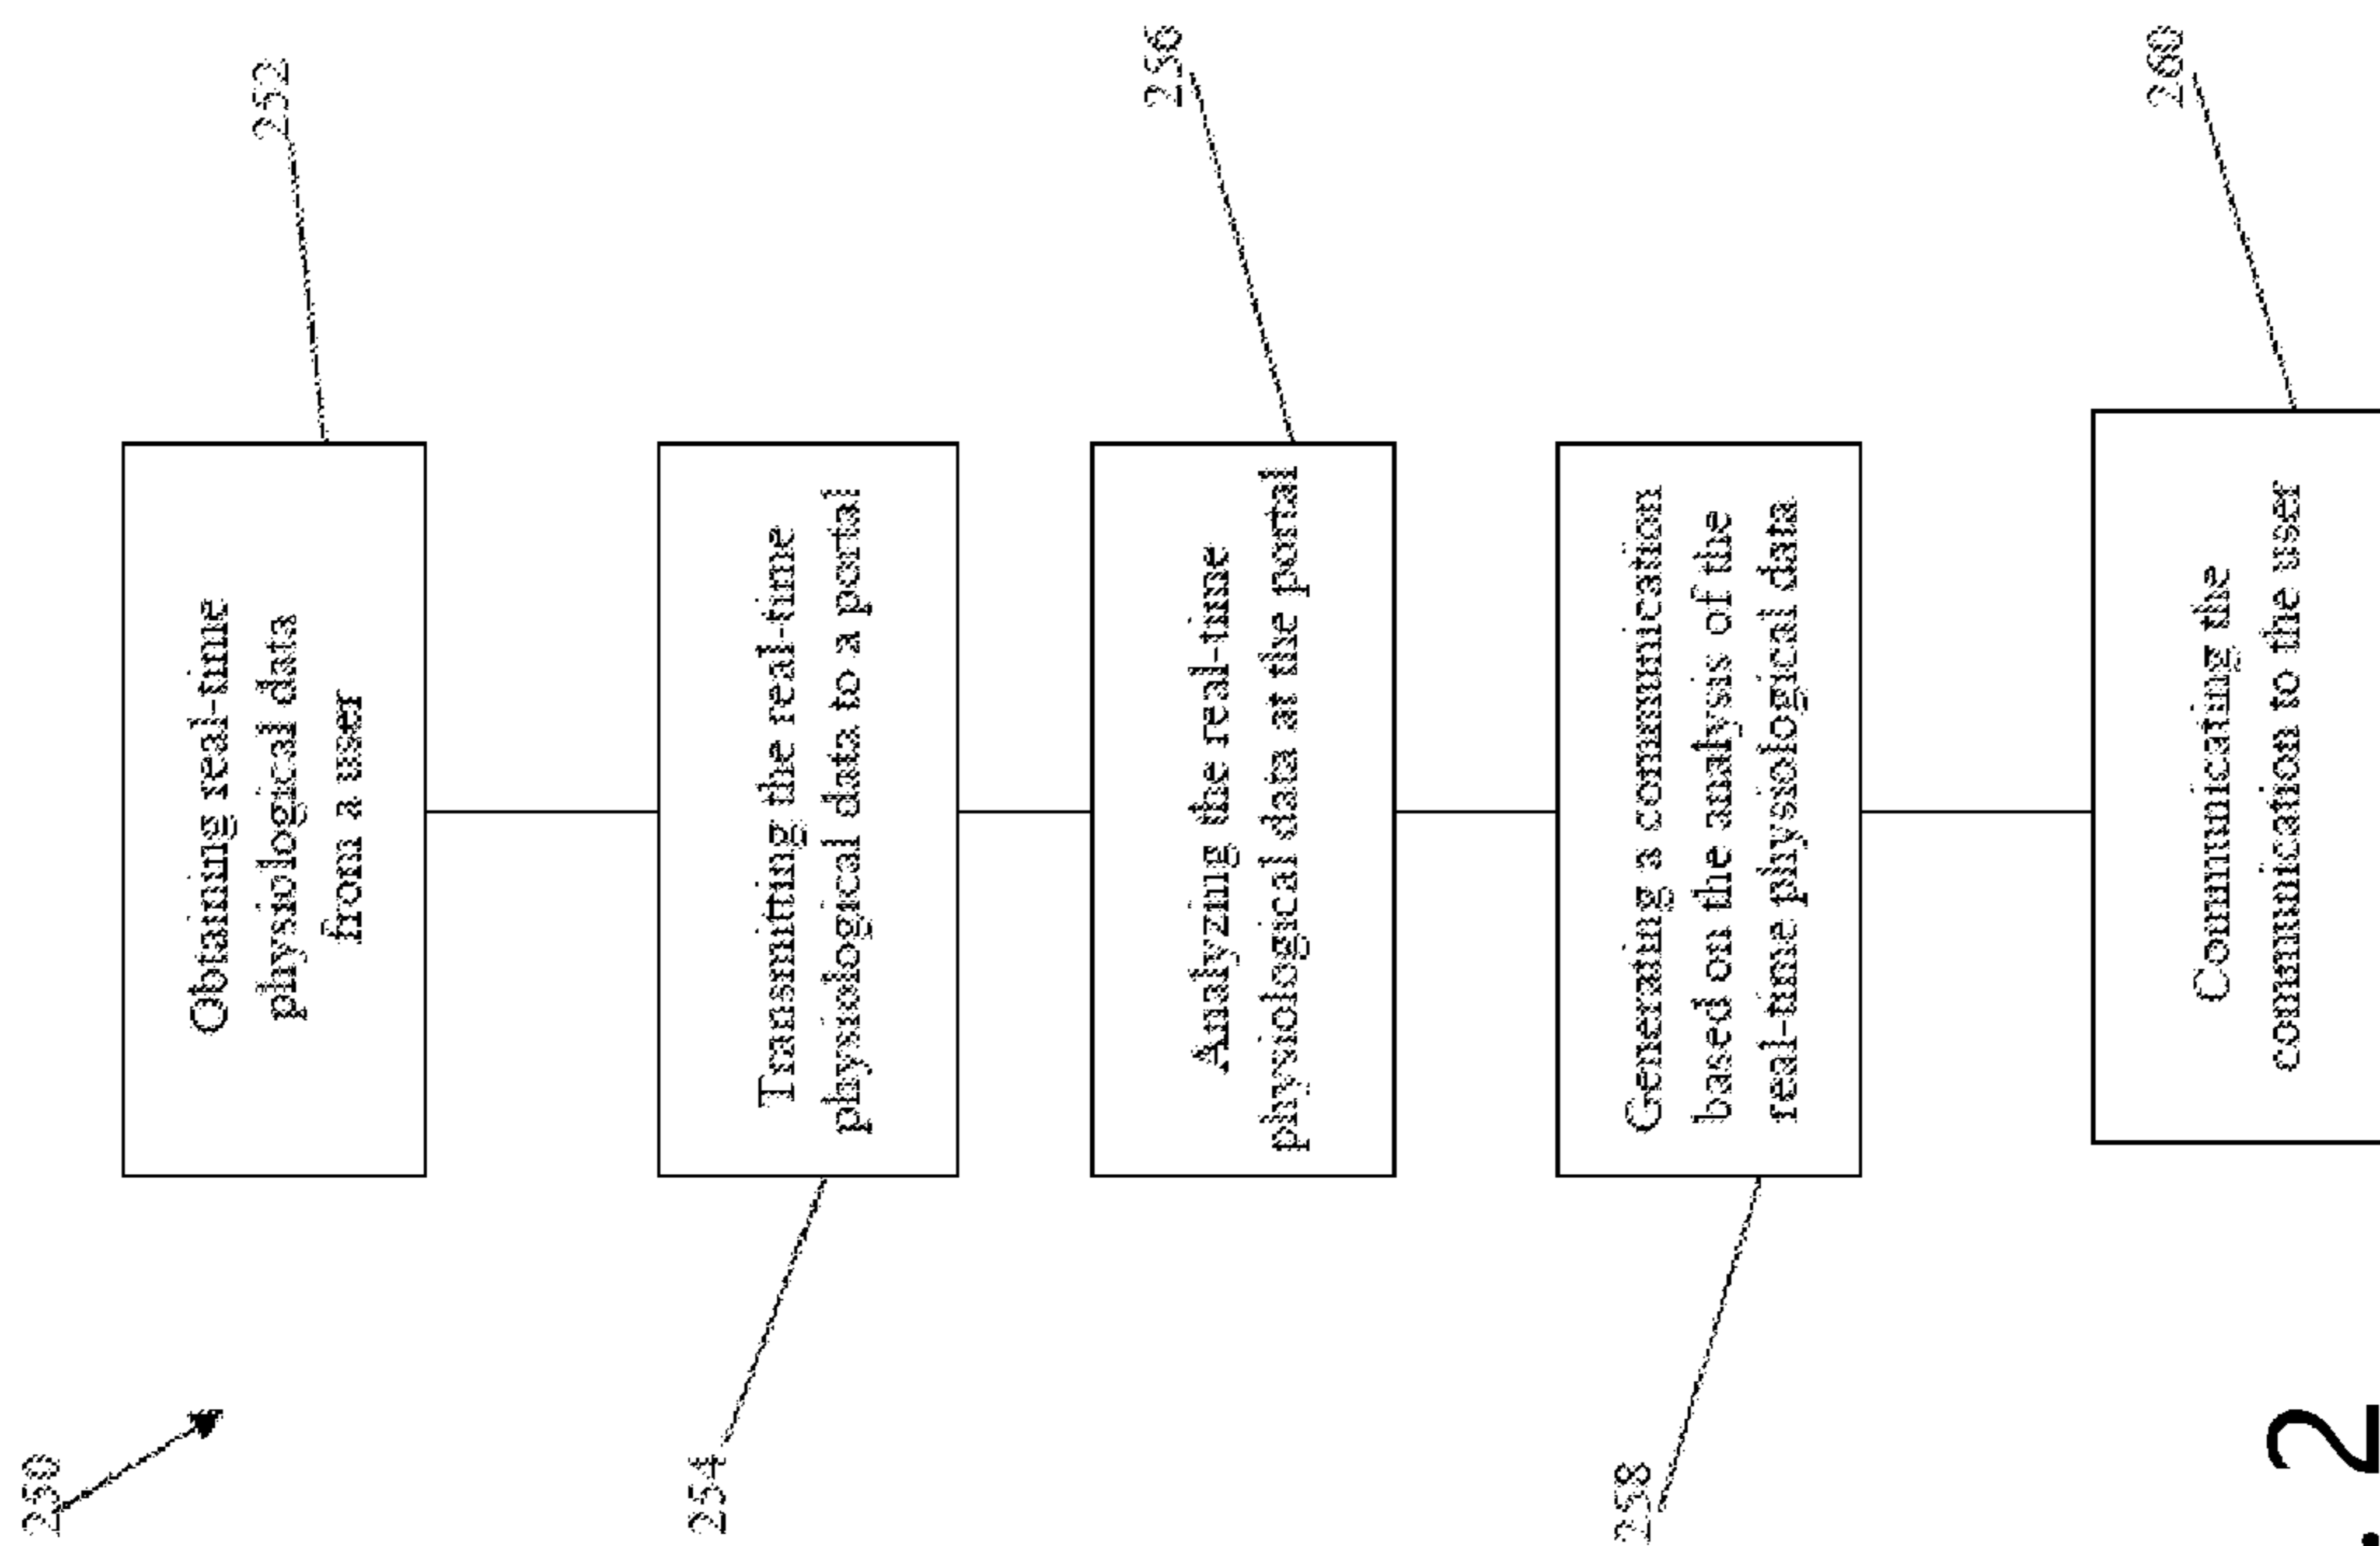 250
252
Obtaining real-time
physiological data
from a user
254
Transmitting the real-time
physiological data to a portal
256
Analyzing the real-time
physiological data at the portal
258
Generating a communication
based on the analysis of the
real-time physiological data
260
Communicating the
communication to the user
. 2